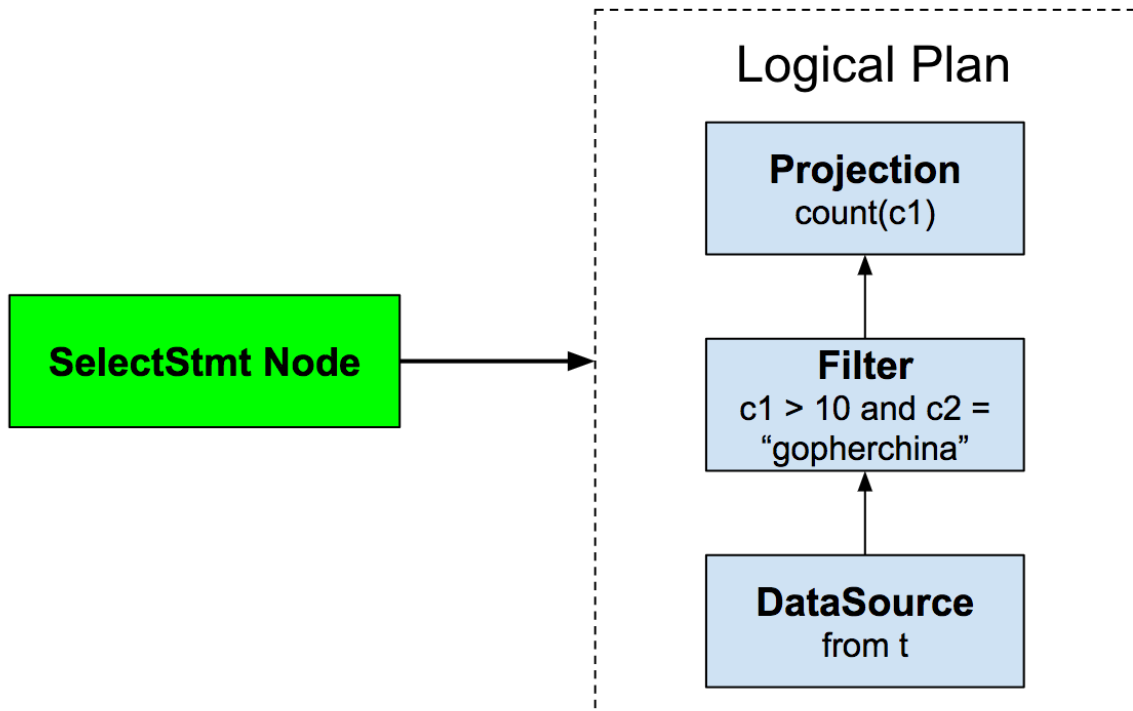 Logical Plan
Projection
count(c1)
SelectStmt Node
Filter
c1 > 10 and c2 =
“gopherchina”
DataSource
from t